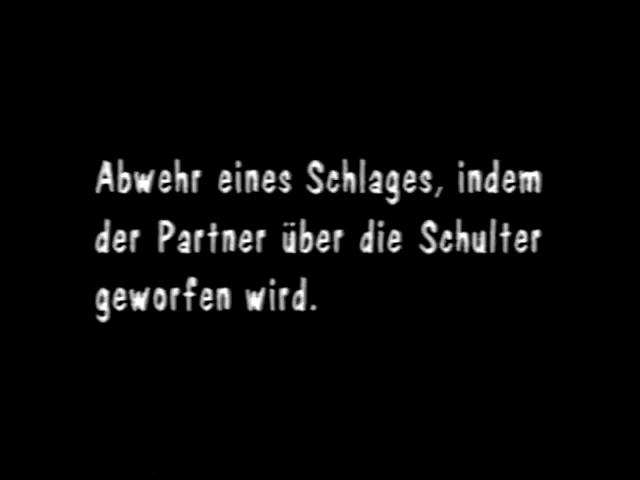 Abwehr eines Schlages, indem
der Partner über die Schulter
geworfen wird.